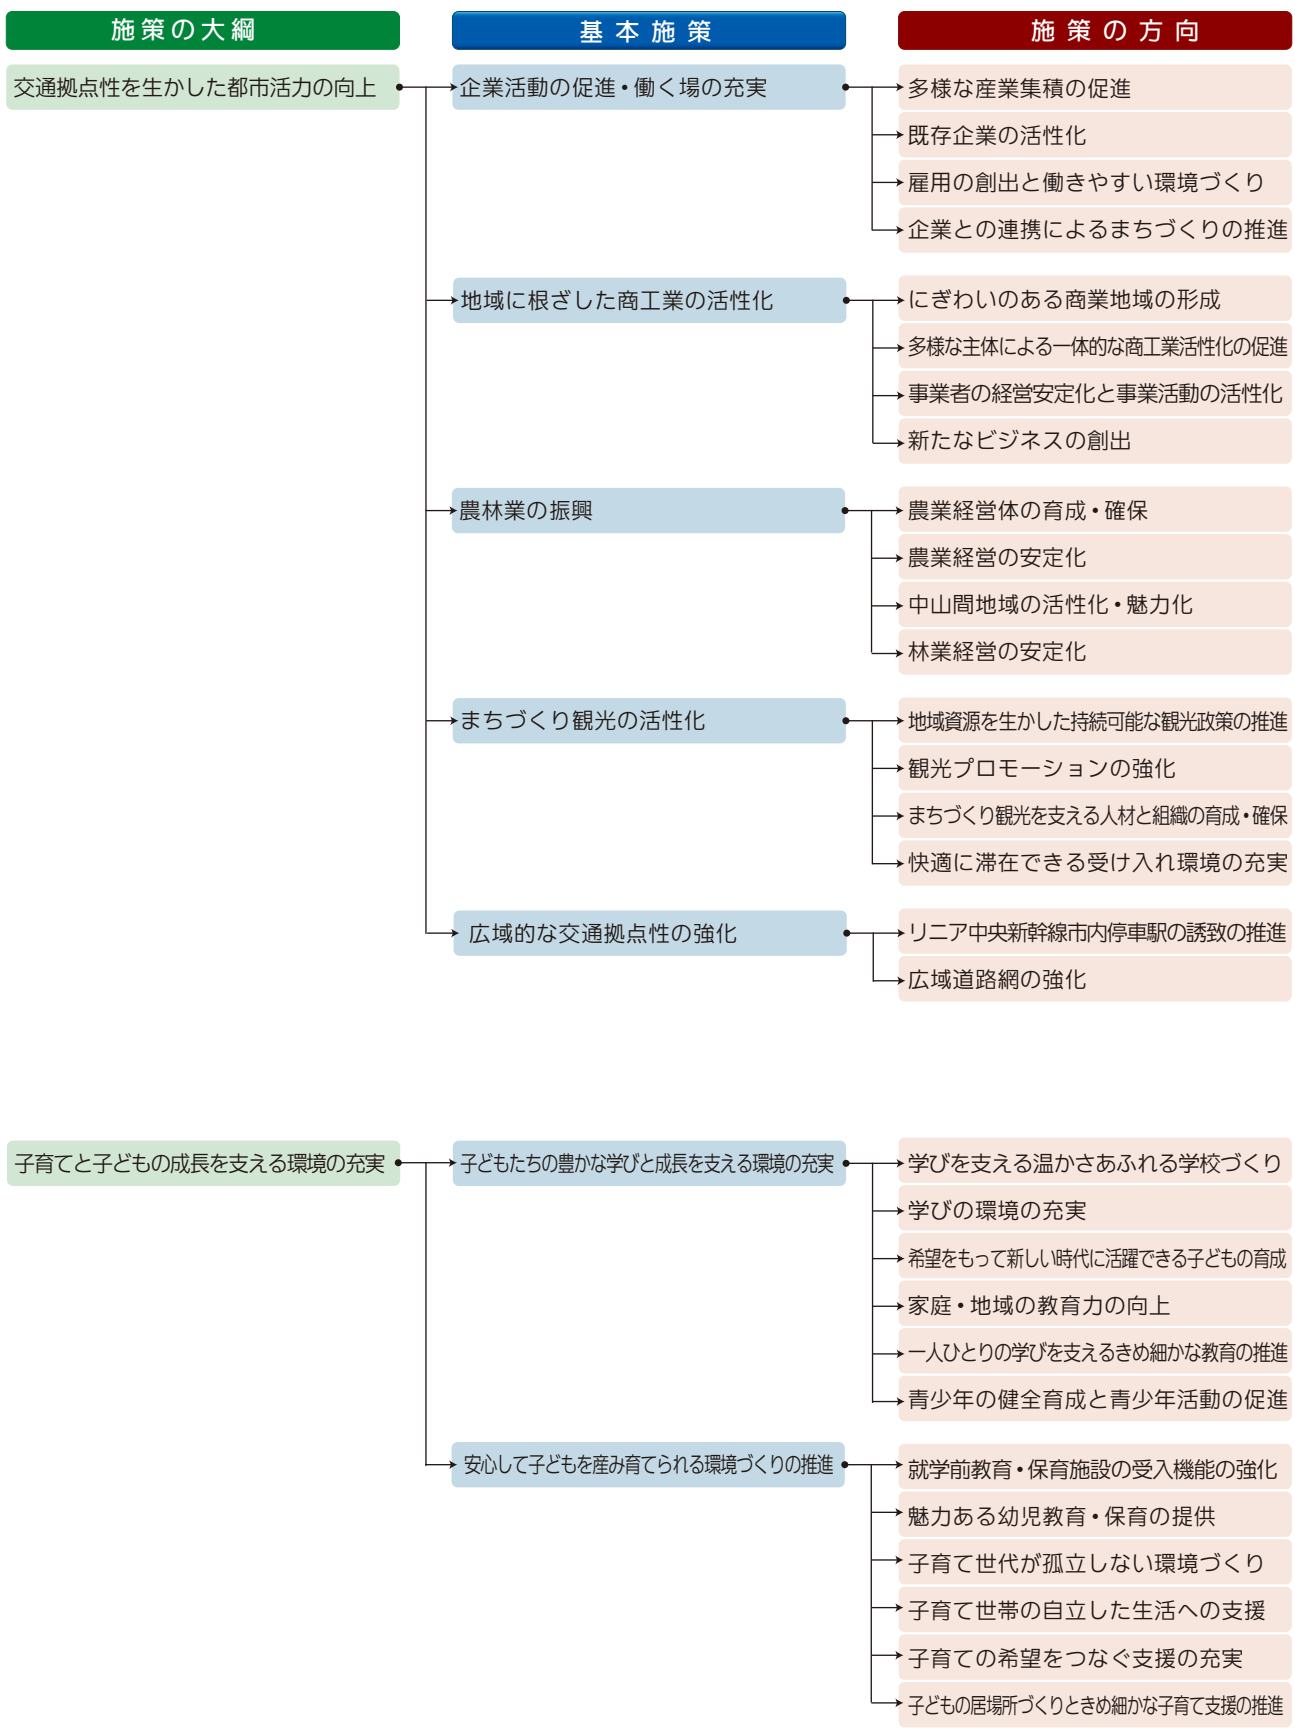 施策の大綱
基本施策
施策の方向
交通拠点性を生かした都市活力の向上
企業活動の促進・働く場の充実
多様な産業集積の促進
既存企業の活性化
雇用の創出と働きやすい環境づくり
企業との連携によるまちづくりの推進
地域に根ざした商工業の活性化
にぎわいのある商業地域の形成
多様な主体による一体的な商工業活性化の促進
事業者の経営安定化と事業活動の活性化
新たなビジネスの創出
農林業の振興
農業経営体の育成・確保
農業経営の安定化
中山間地域の活性化・魅力化
林業経営の安定化
まちづくり観光の活性化
地域資源を生かした持続可能な観光政策の推進
観光プロモーションの強化
まちづくり観光を支える人材と組織の育成・確保
快適に滞在できる受け入れ環境の充実
広域的な交通拠点性の強化
リニア中央新幹線市内停車駅の誘致の推進
広域道路網の強化
子育てと子どもの成長を支える環境の充実
子どもたちの豊かな学びと成長を支える環境の充実
学びを支える温かさあふれる学校づくり
学びの環境の充実
希望をもって新しい時代に活躍できる子どもの育成
家庭・地域の教育力の向上
一人ひとりの学びを支えるきめ細かな教育の推進
青少年の健全育成と青少年活動の促進
安心して子どもを産み育てられる環境づくりの推進
就学前教育・保育施設の受入機能の強化
魅力ある幼児教育・保育の提供
子育て世代が孤立しない環境づくり
子育て世帯の自立した生活への支援
子育ての希望をつなぐ支援の充実
子どもの居場所づくりときめ細かな子育て支援の推進